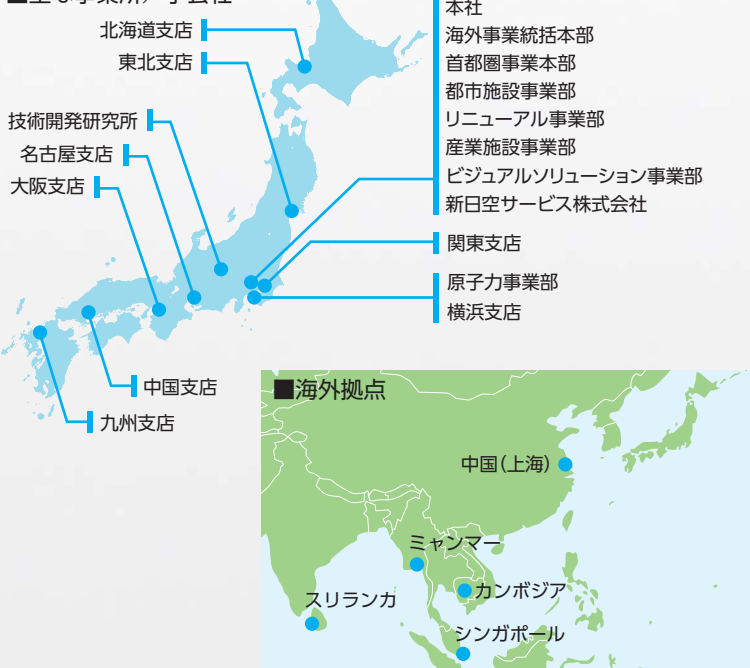 北海道支店
東北支店
技術開発研究所
名古屋支店
大阪支店
中国支店
九州支店
本社
海外事業統括本部
首都圏事業本部
都市施設事業部
リニューアル事業部
産業施設事業部
ビジュアルソリューション事業部
新日空サービス株式会社
関東支店
原子力事業部
横浜支店
■海外拠点
中国(上海)
ミャンマー
カンボジア
スリランカ
シンガポール